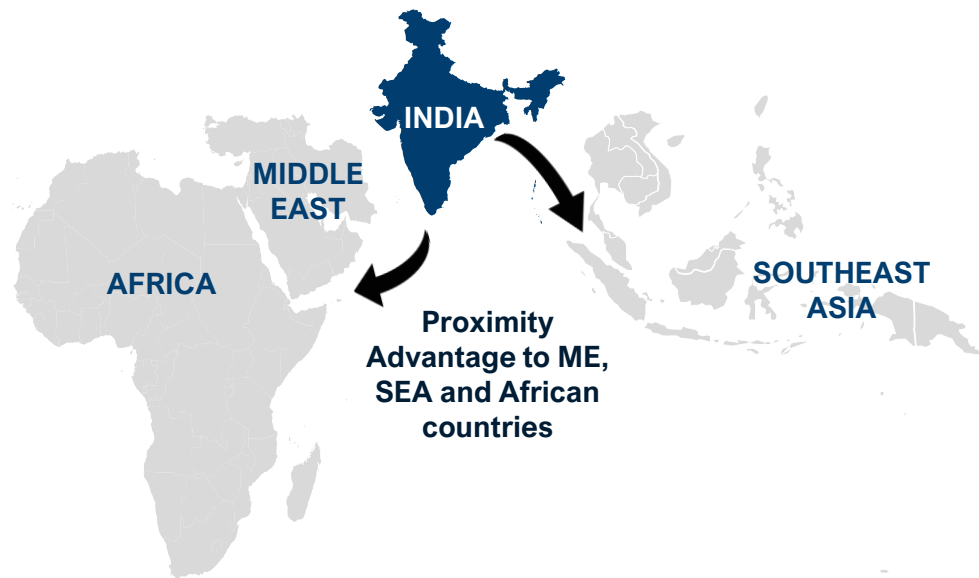 INDIA
MIDDLE
EAST
AFRICA
SOUTHEAST
ASIA
Proximity
Advantage to ME,
SEA and African
countries